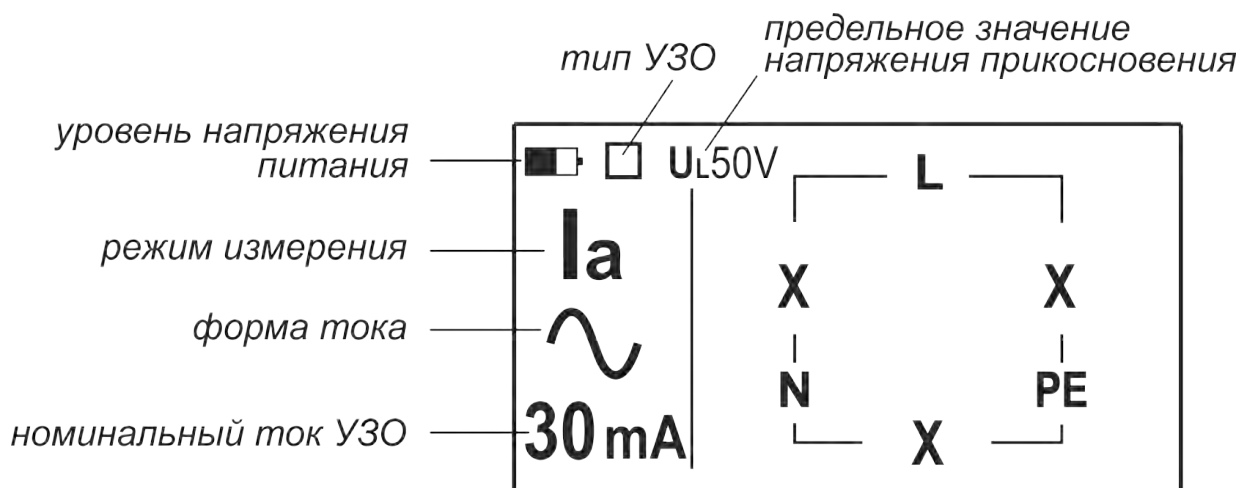 предельное значение
напряжения прикосновения
тип УЗО
уровень напряжения
питания
UL50V
L
режим измерения
Ia
X X
форма тока
N PE
номинальный ток УЗО
30 mA
X